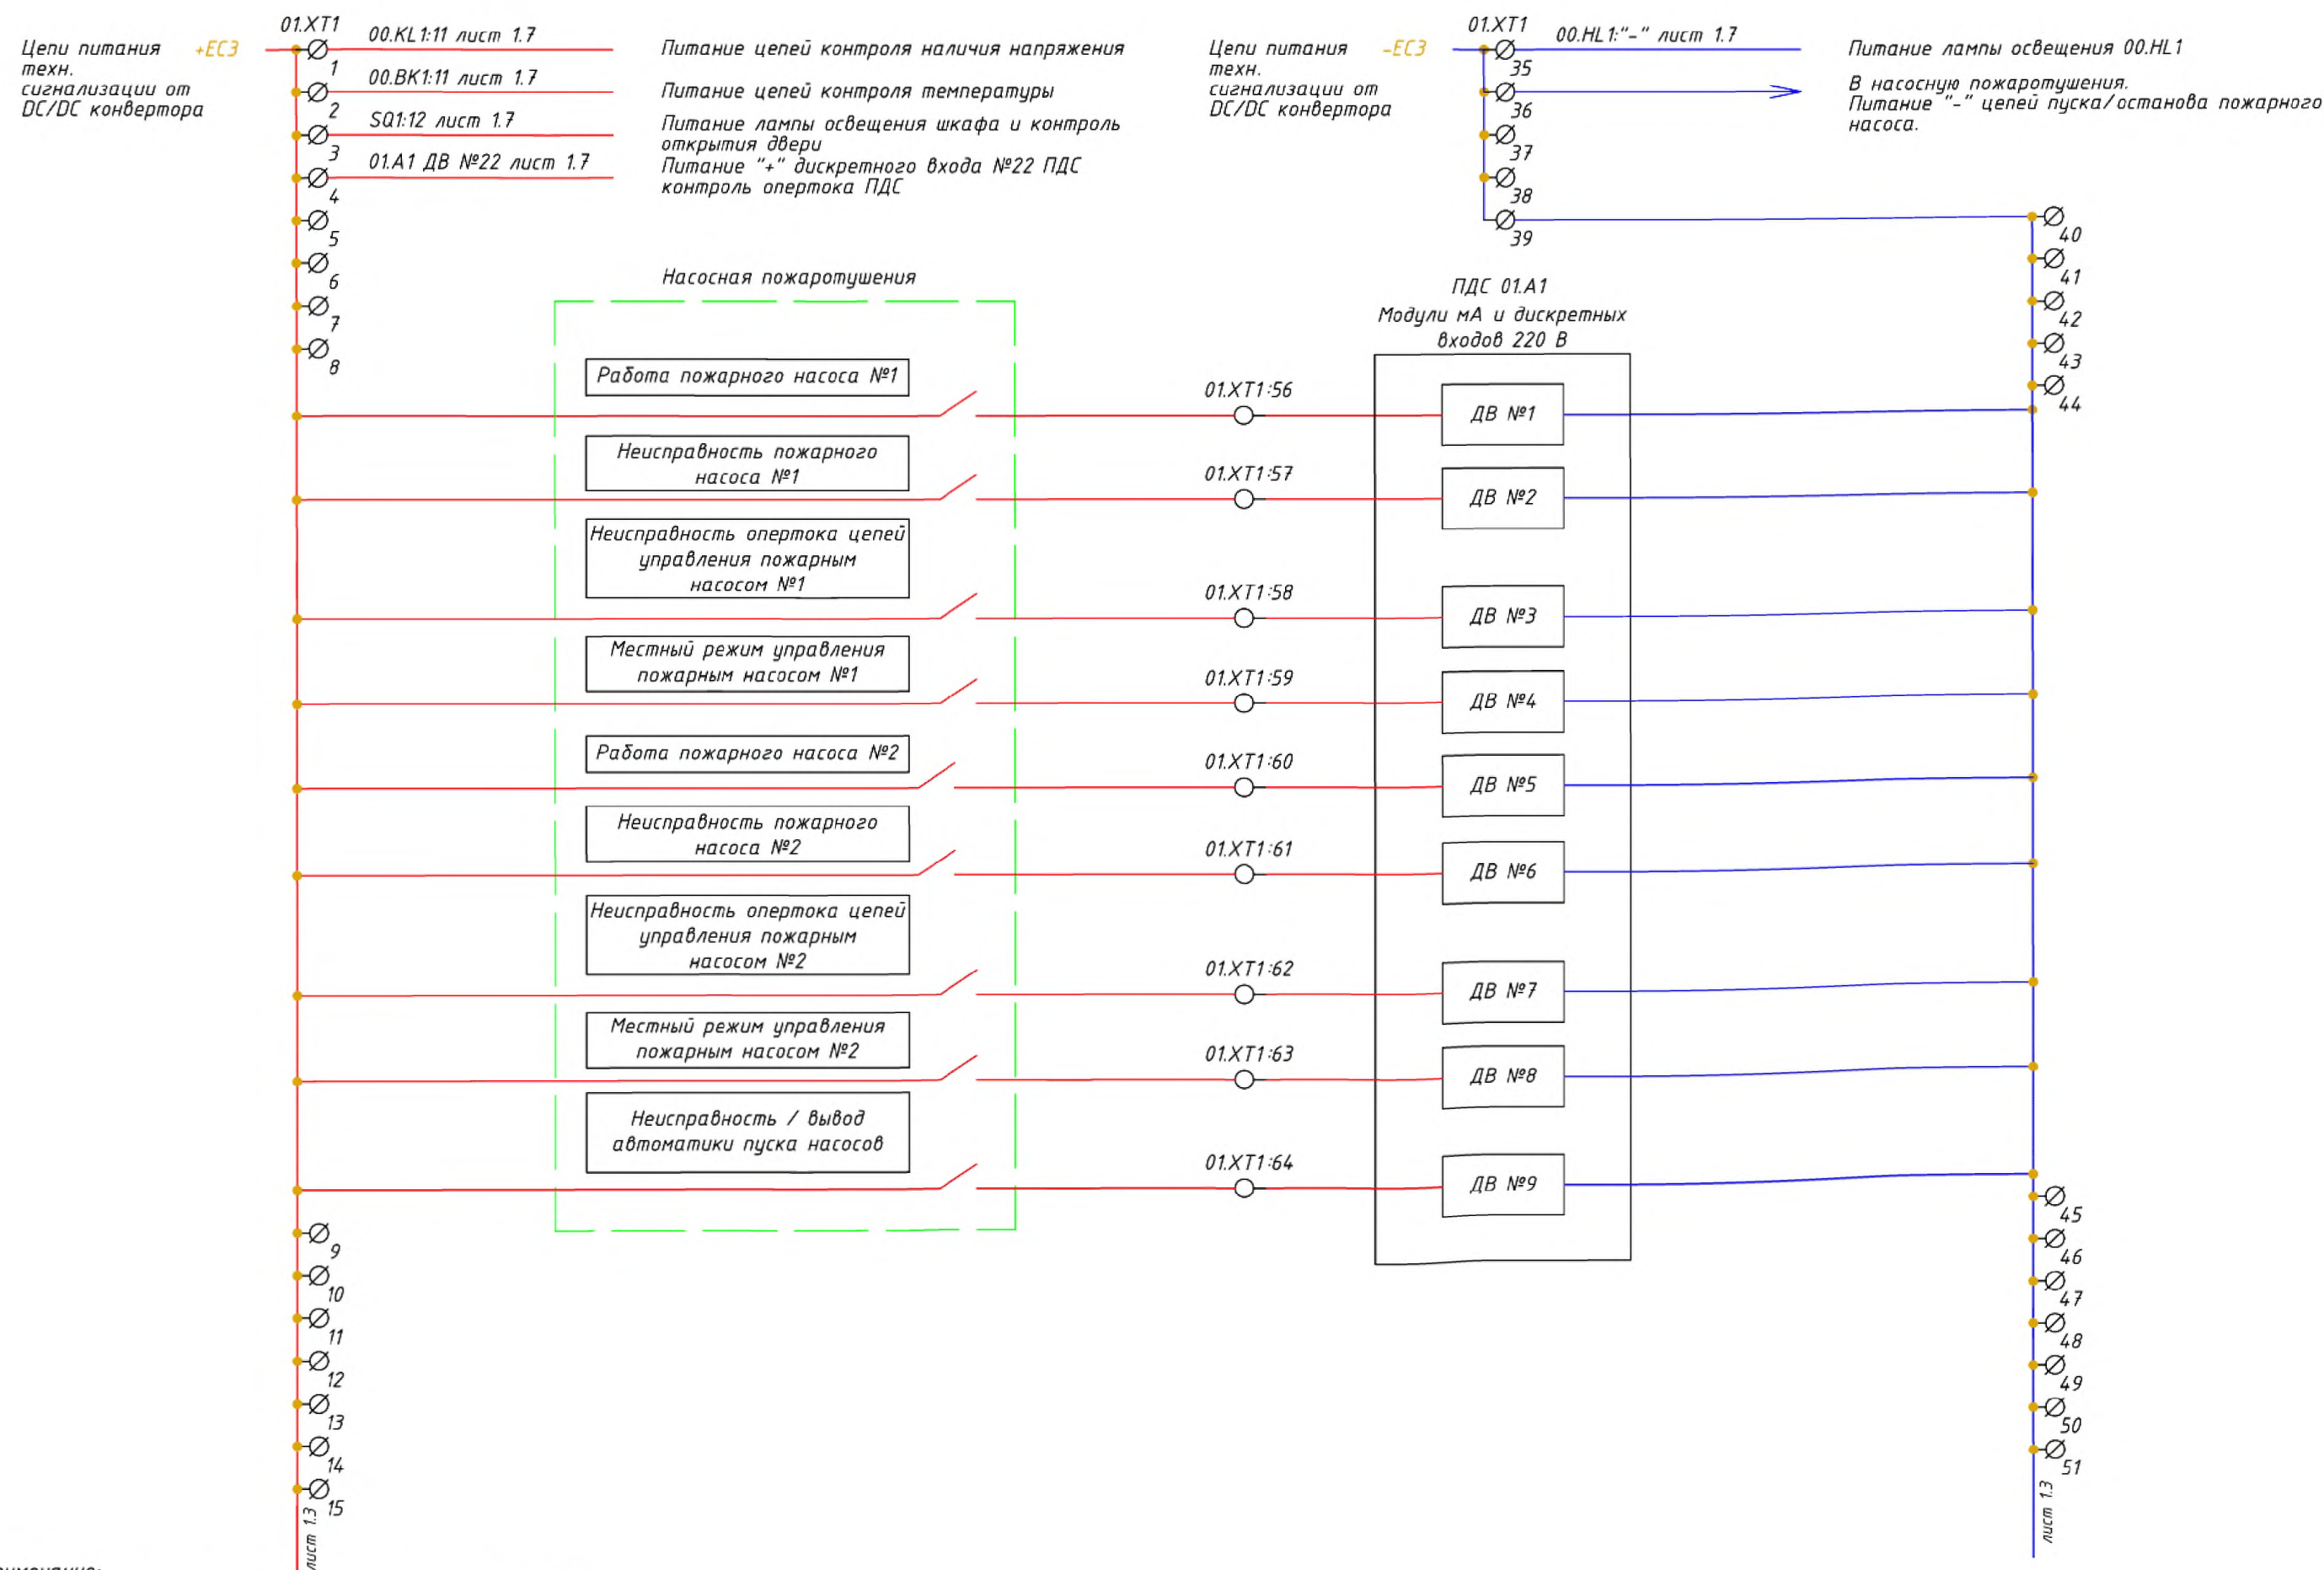 01.XT1
Цепи питания +ЕС3
техн.
сигнализации от
DC/DC конвертора
1
00.KL1:11 лист 1.7
Питание цепей контроля наличия напряжения
2
00.BK1:11 лист 1.7
Питание цепей контроля температуры
3
SQ1:12 лист 1.7
Питание лампы освещения шкафа и контроль
открытия двери
4
01.A1 ДВ №22 лист 1.7
Питание "+" дискретного входа №22 ПДС
контроль опертока ПДС
5
6
7
8
01.XT1
Цепи питания -ЕС3
техн.
сигнализации от
DC/DC конвертора
35
00.HL1:"-" лист 1.7
Питание лампы освещения 00.HL1
36
В насосную пожаротушения.
Питание "-" цепей пуска/останова пожарного
насоса.
37
38
39
40
41
42
43
44
Насосная пожаротушения
ПДС 01.A1
Модули мА и дискретных
входов 220 В
Работа пожарного насоса №1
01.XT1:56
ДВ №1
Неисправность пожарного
насоса №1
01.XT1:57
ДВ №2
Неисправность опертока цепей
управления пожарным
насосом №1
01.XT1:58
ДВ №3
Местный режим управления
пожарным насосом №1
01.XT1:59
ДВ №4
Работа пожарного насоса №2
01.XT1:60
ДВ №5
Неисправность пожарного
насоса №2
01.XT1:61
ДВ №6
Неисправность опертока цепей
управления пожарным
насосом №2
01.XT1:62
ДВ №7
Местный режим управления
пожарным насосом №2
01.XT1:63
ДВ №8
Неисправность / вывод
автоматики пуска насосов
01.XT1:64
ДВ №9
9
10
11
12
13
14
15
лист 1.3
45
46
47
48
49
50
51
лист 1.3